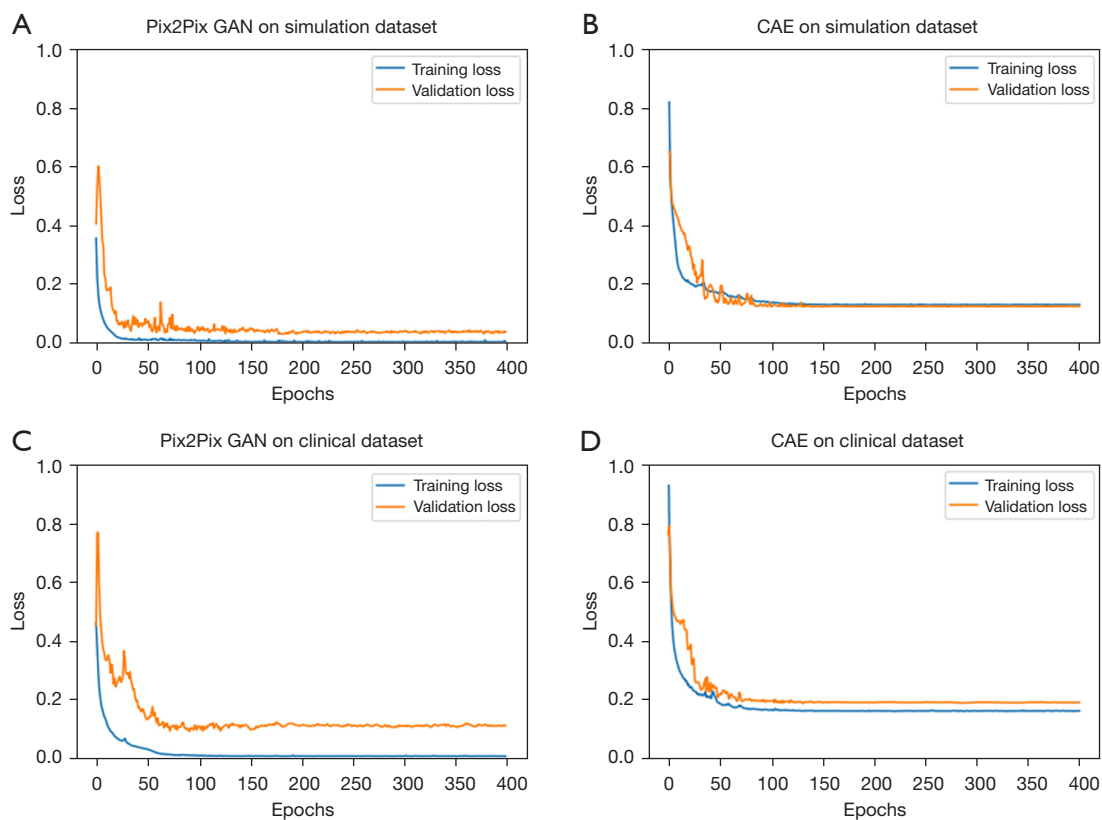 A
Pix2Pix GAN on simulation dataset
1.0
0.8
0.6
0.4
0.2
0.0
Loss
Training loss
Validation loss
0 50 100 150 200 250 300 350 400
Epochs
B
CAE on simulation dataset
1.0
0.8
0.6
0.4
0.2
0.0
Loss
Training loss
Validation loss
0 50 100 150 200 250 300 350 400
Epochs
C
Pix2Pix GAN on clinical dataset
1.0
0.8
0.6
0.4
0.2
0.0
Loss
Training loss
Validation loss
0 50 100 150 200 250 300 350 400
Epochs
D
CAE on clinical dataset
1.0
0.8
0.6
0.4
0.2
0.0
Loss
Training loss
Validation loss
0 50 100 150 200 250 300 350 400
Epochs